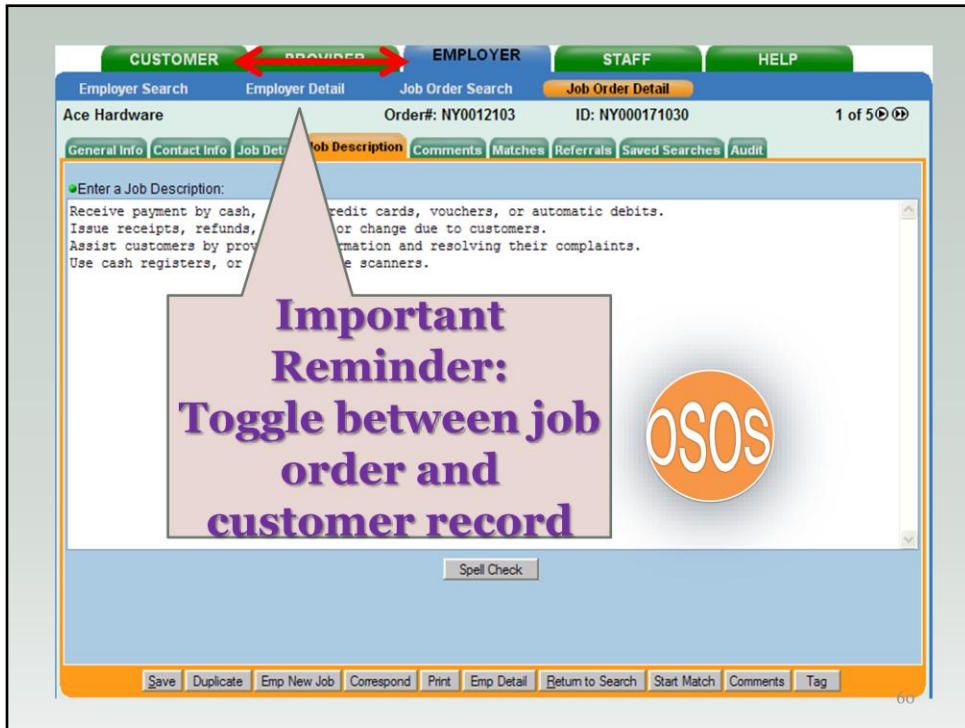 CUSTOMER PROVIDER EMPLOYER STAFF HELP
Employer Search Employer Detail Job Order Search Job Order Detail
Ace Hardware Order#: NY0012103 ID: NY000171030 1 of 5
General Info Contact Info Job Det Job Description Comments Matches Referrals Saved Searches Audit
Enter a Job Description:
Receive payment by cash, redit cards, vouchers, or automatic debits.
Issue receipts, refunds, or change due to customers.
Assist customers by prov rmation and resolving their complaints.
Use cash registers, or e scanners.
Important
Reminder:
Toggle between job
order and
customer record
OSOS
Spell Check
Save Duplicate Emp New Job Correspond Print Emp Detail Return to Search Start Match Comments Tag
60